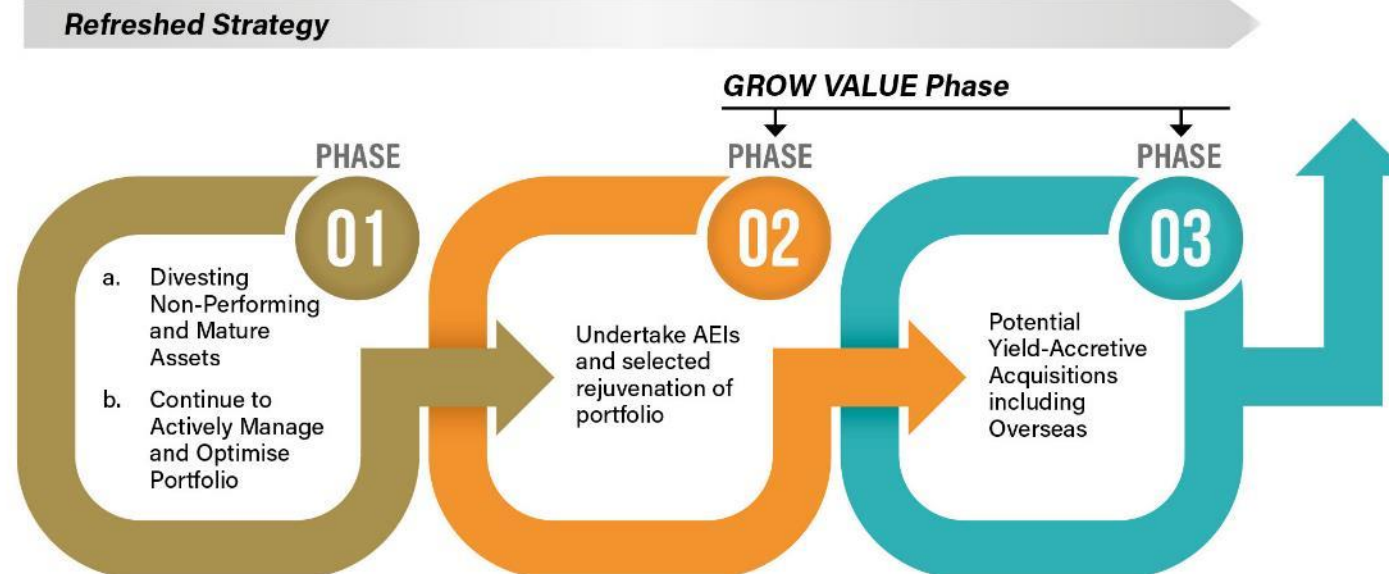 Refreshed Strategy
GROW VALUE Phase
PHASE
01
a. Divesting
Non-Performing
and Mature
Assets
b. Continue to
Actively Manage
and Optimise
Portfolio
PHASE
02
Undertake AEIs
and selected
rejuvenation of
portfolio
PHASE
03
Potential
Yield-Accretive
Acquisitions
including
Overseas